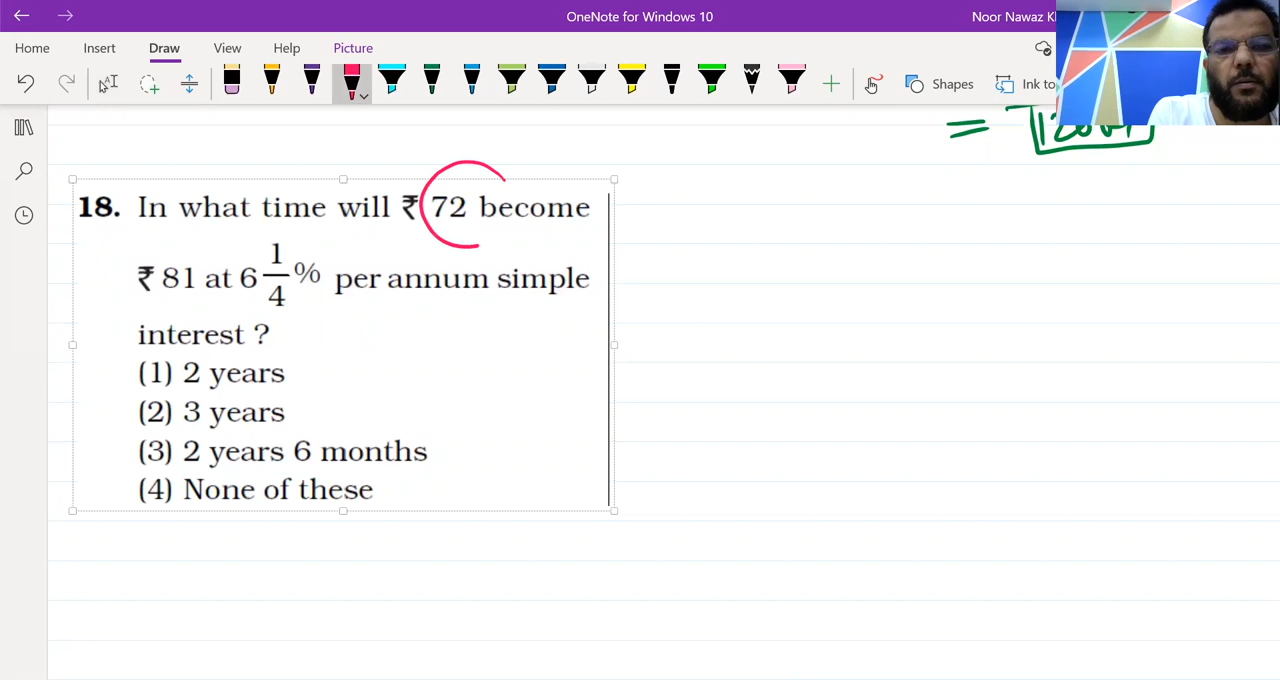 OneNote for Windows 10
Noor Nawaz K
Home Insert Draw View Help Picture
Shapes
Ink to
=
18. In what time will ₹ 72 become
₹ 81 at 6 1/4 % per annum simple
interest ?
(1) 2 years
(2) 3 years
(3) 2 years 6 months
(4) None of these